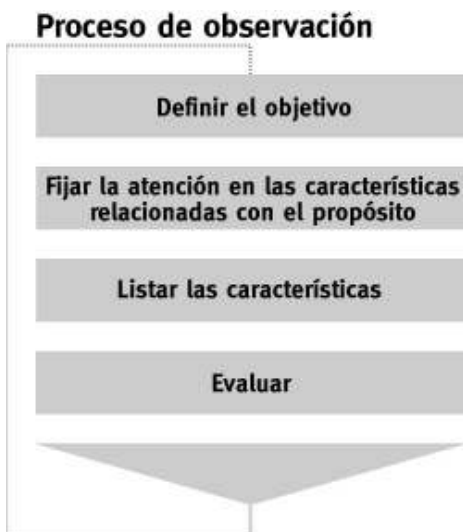 Proceso de observación
Definir el objetivo
Fijar la atención en las características
relacionadas con el propósito
Listar las características
Evaluar